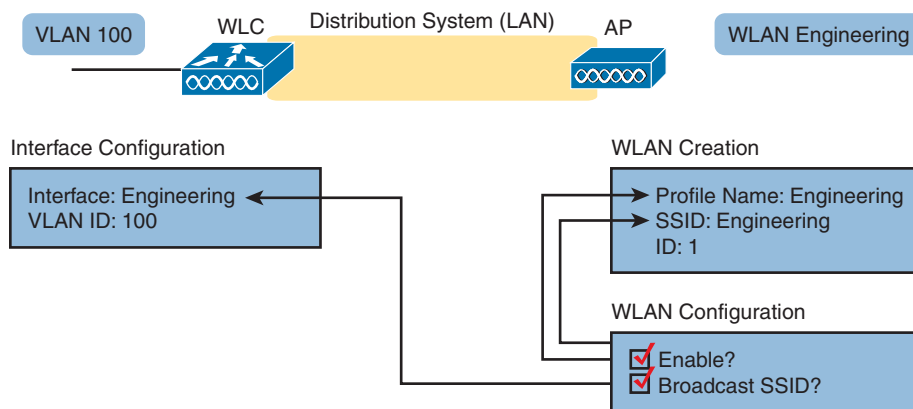 VLAN 100
WLC
Distribution System (LAN)
AP
WLAN Engineering
Interface Configuration
Interface: Engineering
VLAN ID: 100
WLAN Creation
Profile Name: Engineering
SSID: Engineering
ID: 1
WLAN Configuration
Enable?
Broadcast SSID?